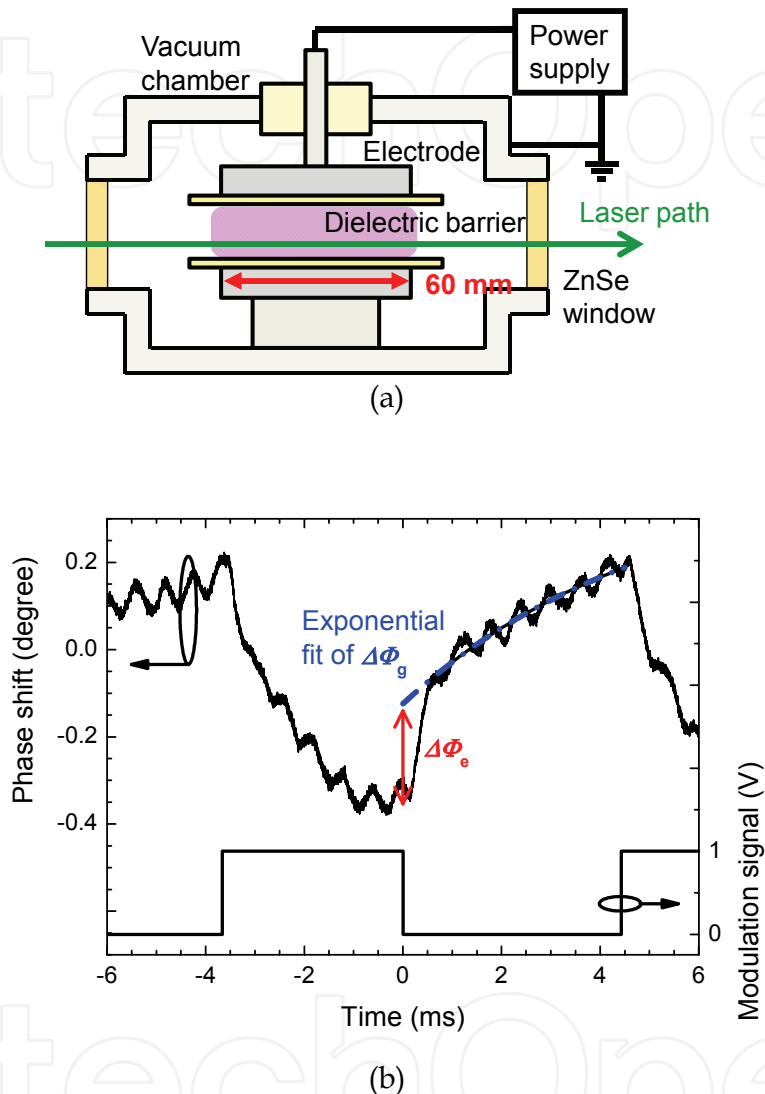 techOpe
Vacuum
chamber
Power
supply
Electrode
Dielectric barrier
Laser path
60 mm
ZnSe
window
(a)
Phase shift (degree)
0.2
0.0
-0.2
-0.4
Exponential
fit of ΔΦg
ΔΦe
Modulation signal (V)
1
0
-6 -4 -2 0 2 4 6
Time (ms)
techOpe
(b)